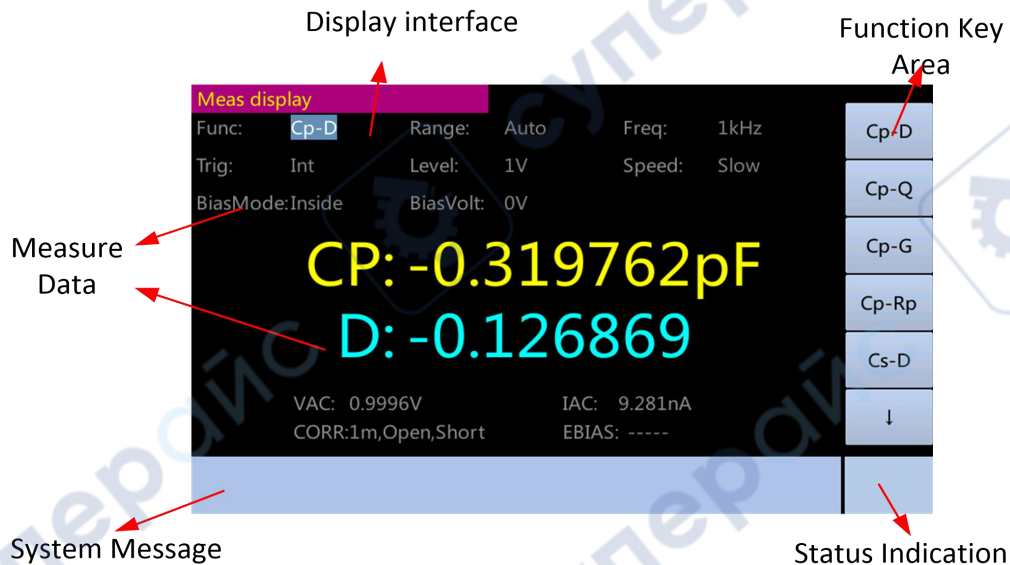 Display interface
Function Key
Area
Meas display
Func: Cp-D Range: Auto Freq: 1kHz
Trig: Int Level: 1V Speed: Slow
BiasMode:Inside BiasVolt: 0V
Measure
Data
CP: -0.319762pF
D: -0.126869
VAC: 0.9996V IAC: 9.281nA
CORR:1m,Open,Short EBIAS: -----
Cp-D
Cp-Q
Cp-G
Cp-Rp
Cs-D
↓
System Message
Status Indication